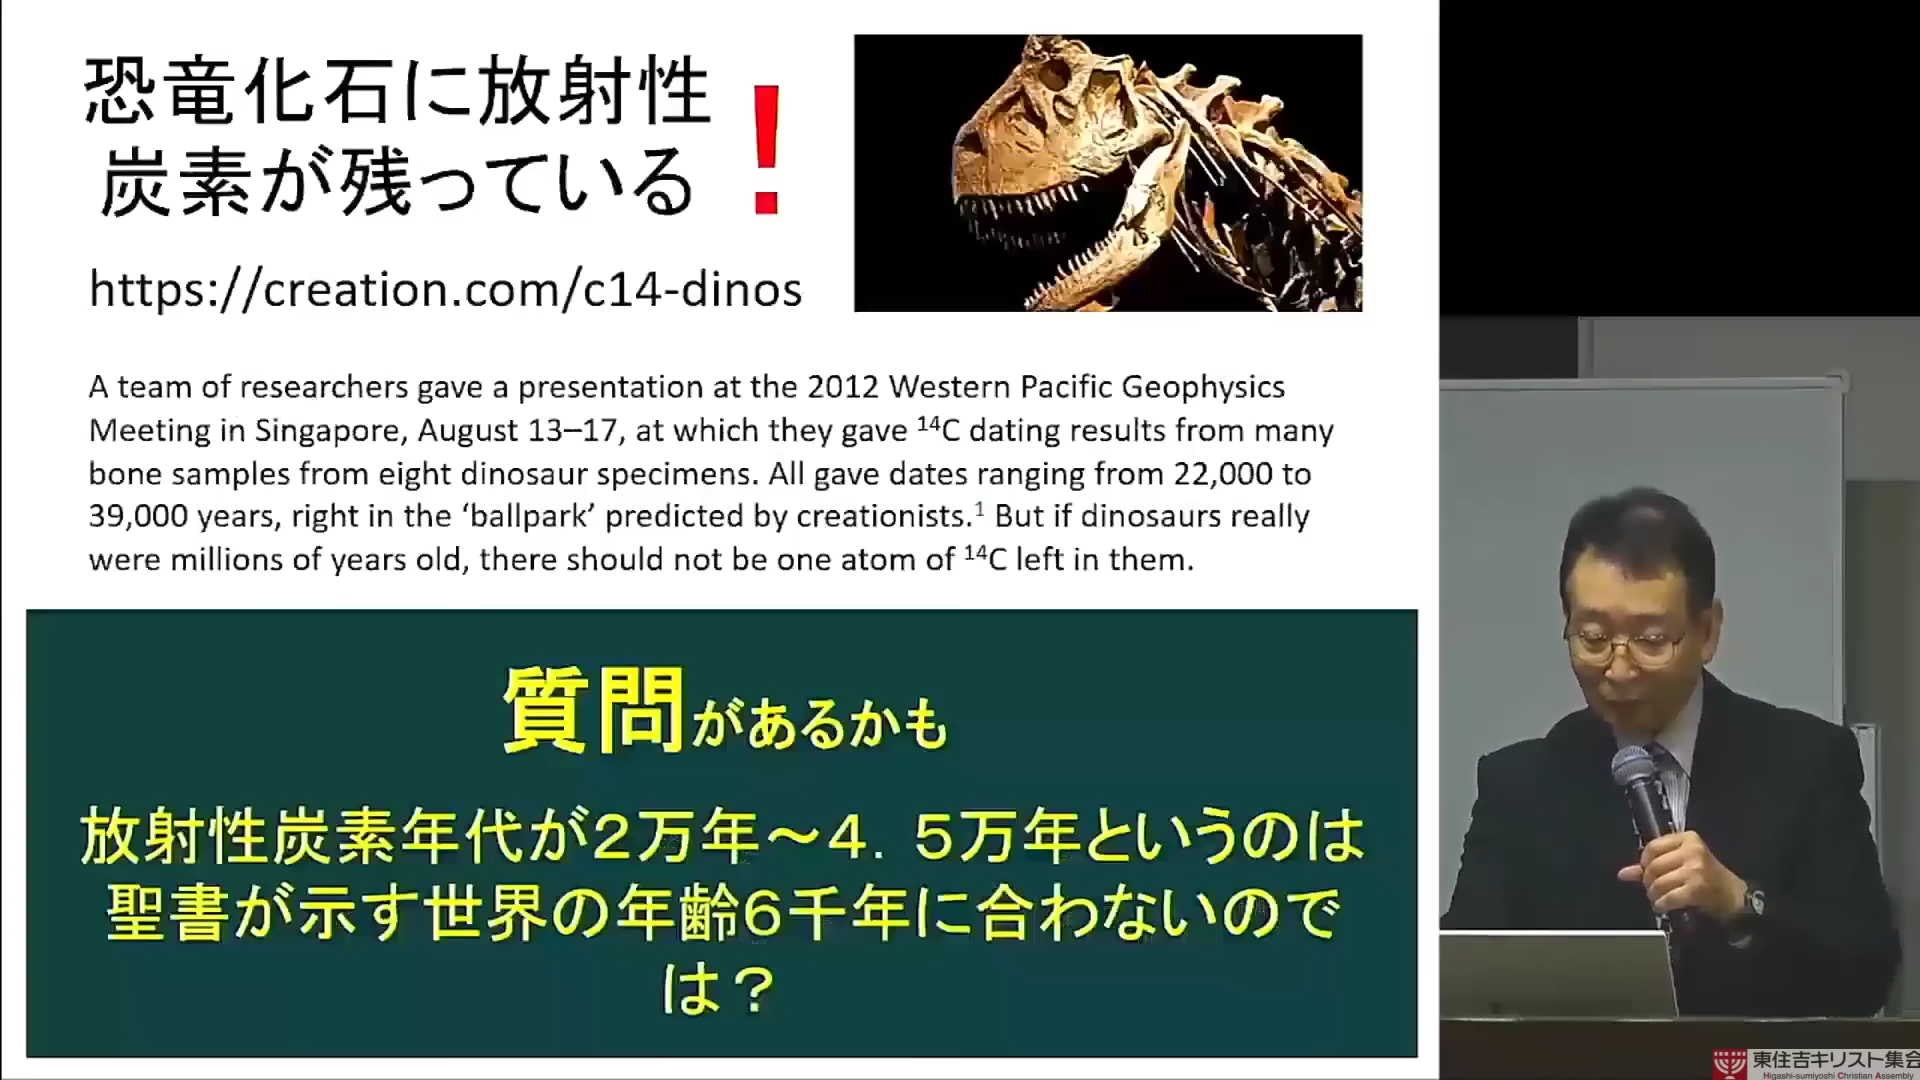 恐竜化石に放射性
炭素が残っている
！
https://creation.com/c14-dinos
A team of researchers gave a presentation at the 2012 Western Pacific Geophysics
Meeting in Singapore, August 13–17, at which they gave ¹⁴C dating results from many
bone samples from eight dinosaur specimens. All gave dates ranging from 22,000 to
39,000 years, right in the ‘ballpark’ predicted by creationists.¹ But if dinosaurs really
were millions of years old, there should not be one atom of ¹⁴C left in them.
質問があるかも
放射性炭素年代が２万年～４．５万年というのは
聖書が示す世界の年齢６千年に合わないので
は？
東住吉キリスト集会
Higashi-sumiyoshi Christian Assembly